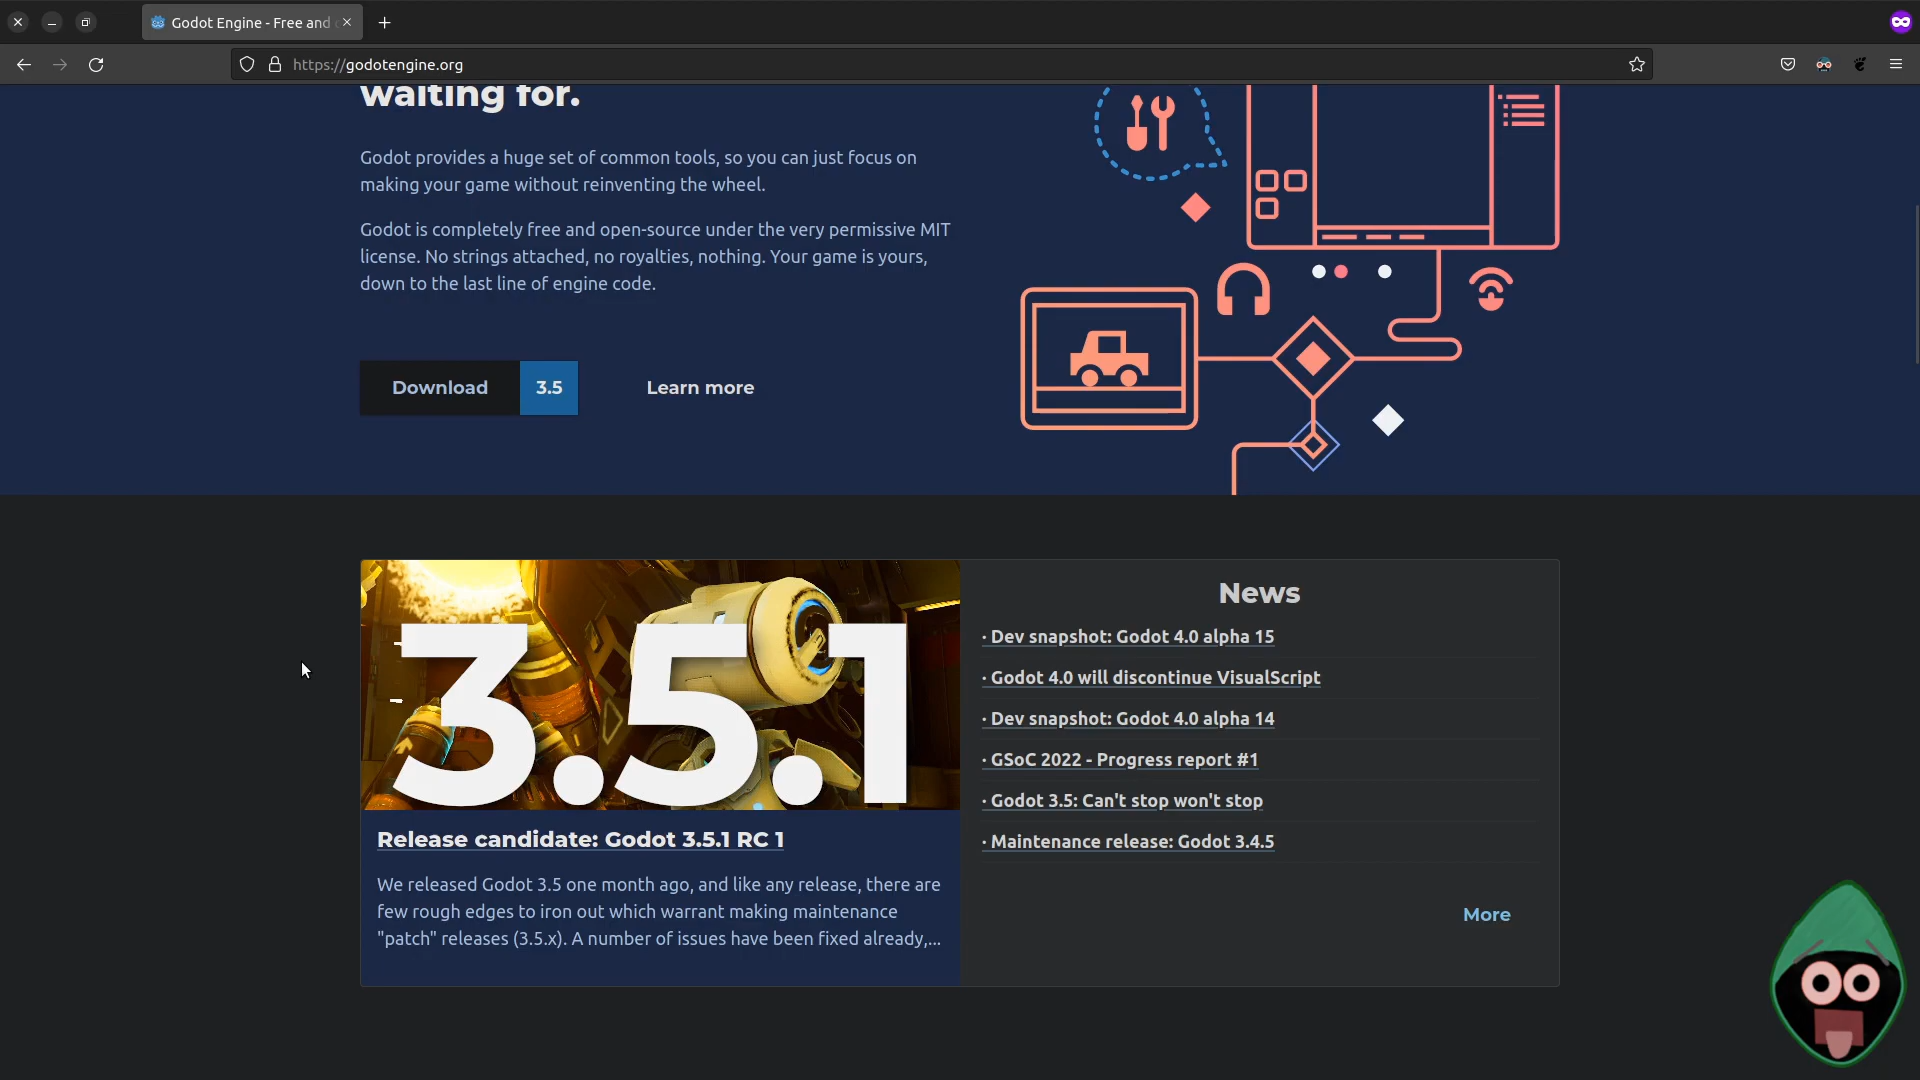 Godot Engine - Free and
https://godotengine.org
waiting for.
Godot provides a huge set of common tools, so you can just focus on
making your game without reinventing the wheel.
Godot is completely free and open-source under the very permissive MIT
license. No strings attached, no royalties, nothing. Your game is yours,
down to the last line of engine code.
Download 3.5 Learn more
3.5.1
Release candidate: Godot 3.5.1 RC 1
We released Godot 3.5 one month ago, and like any release, there are
few rough edges to iron out which warrant making maintenance
"patch" releases (3.5.x). A number of issues have been fixed already,...
News
· Dev snapshot: Godot 4.0 alpha 15
· Godot 4.0 will discontinue VisualScript
· Dev snapshot: Godot 4.0 alpha 14
· GSoC 2022 - Progress report #1
· Godot 3.5: Can't stop won't stop
· Maintenance release: Godot 3.4.5
More